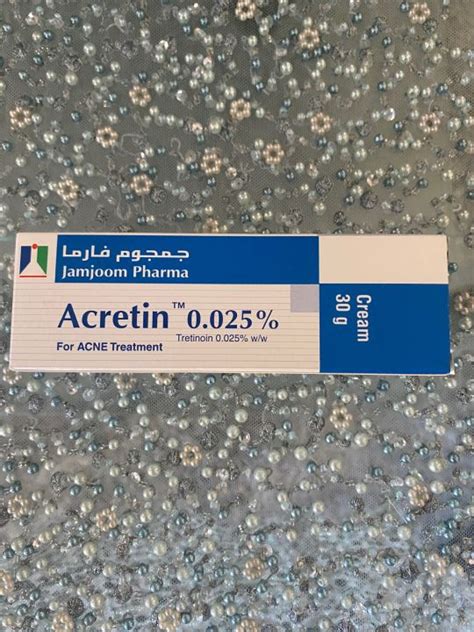 جمجوم فارما
Jamjoom Pharma
Acretin™ 0.025%
Tretinoin 0.025% w/w
For ACNE Treatment
Cream
30 g